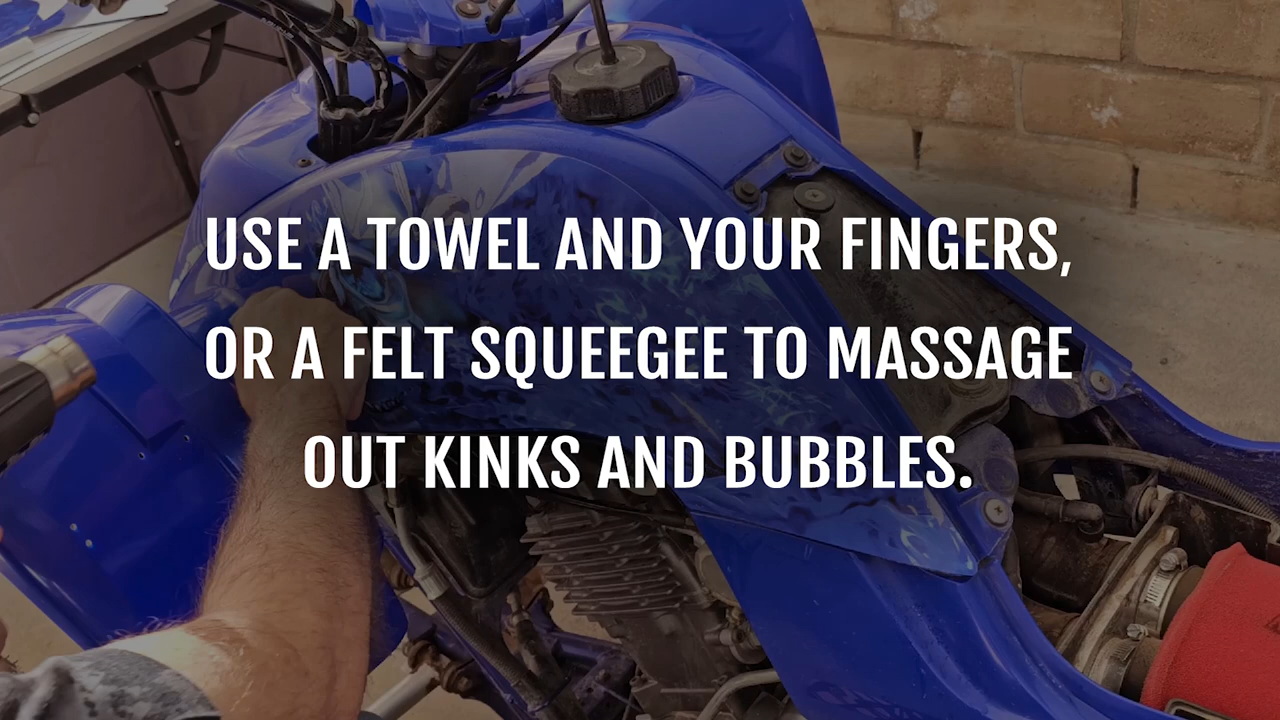 USE A TOWEL AND YOUR FINGERS,
OR A FELT SQUEEGEE TO MASSAGE
OUT KINKS AND BUBBLES.